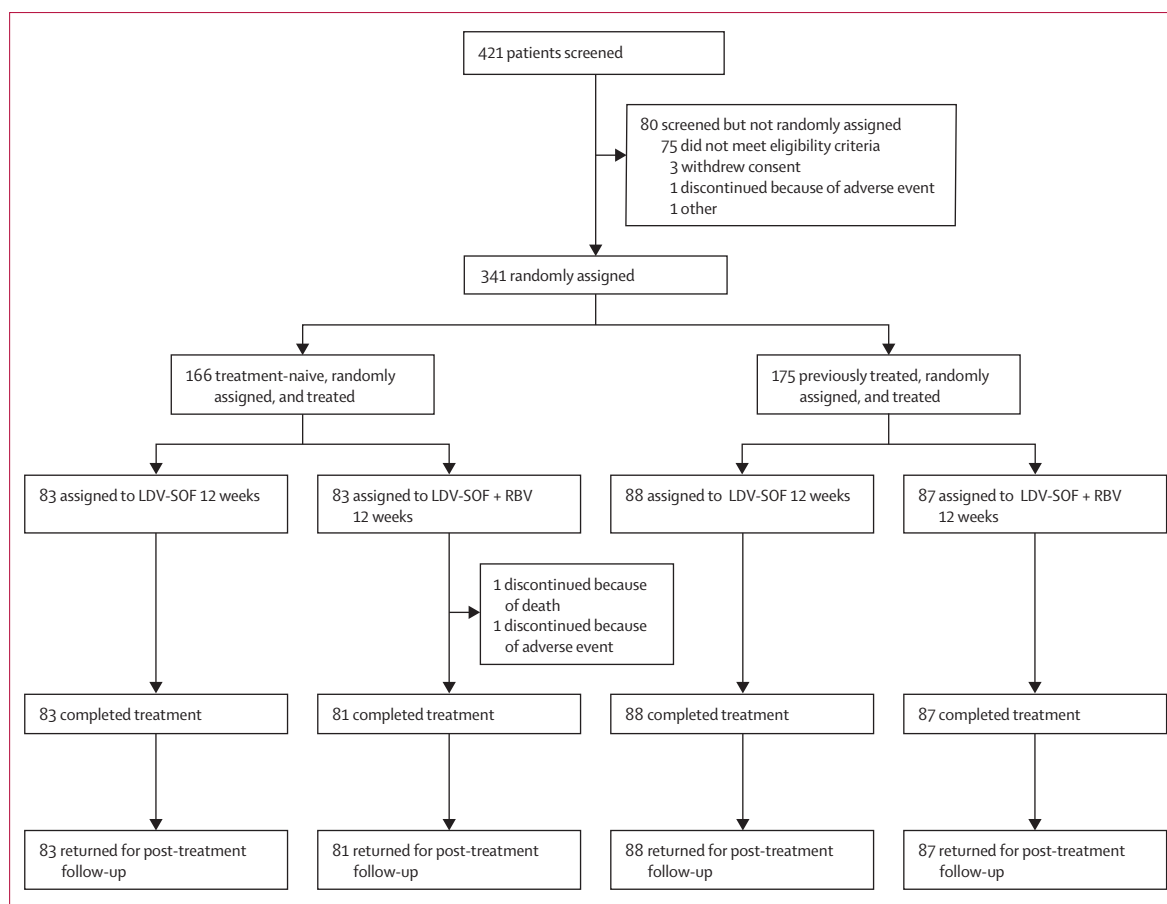 421 patients screened
80 screened but not randomly assigned
75 did not meet eligibility criteria
3 withdrew consent
1 discontinued because of adverse event
1 other
341 randomly assigned
166 treatment-naive, randomly
assigned, and treated
175 previously treated, randomly
assigned, and treated
83 assigned to LDV-SOF 12 weeks
83 assigned to LDV-SOF + RBV
12 weeks
88 assigned to LDV-SOF 12 weeks
87 assigned to LDV-SOF + RBV
12 weeks
1 discontinued because
of death
1 discontinued because
of adverse event
83 completed treatment
81 completed treatment
88 completed treatment
87 completed treatment
83 returned for post-treatment
follow-up
81 returned for post-treatment
follow-up
88 returned for post-treatment
follow-up
87 returned for post-treatment
follow-up